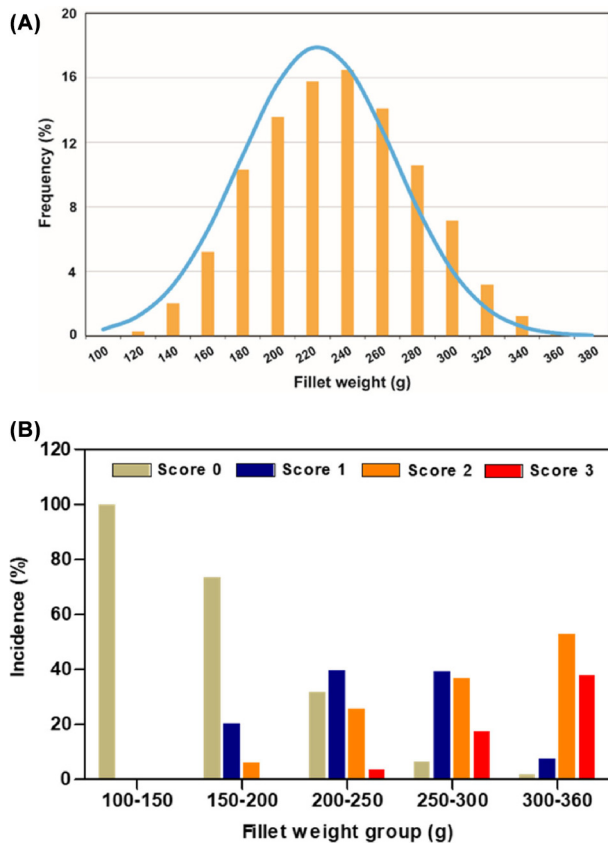 (A)
20
16
12
8
4
0
Frequency (%)
100 120 140 160 180 200 220 240 260 280 300 320 340 360 380
Fillet weight (g)
(B)
120
100
80
60
40
20
0
Incidence (%)
Score 0 Score 1 Score 2 Score 3
100-150 150-200 200-250 250-300 300-360
Fillet weight group (g)